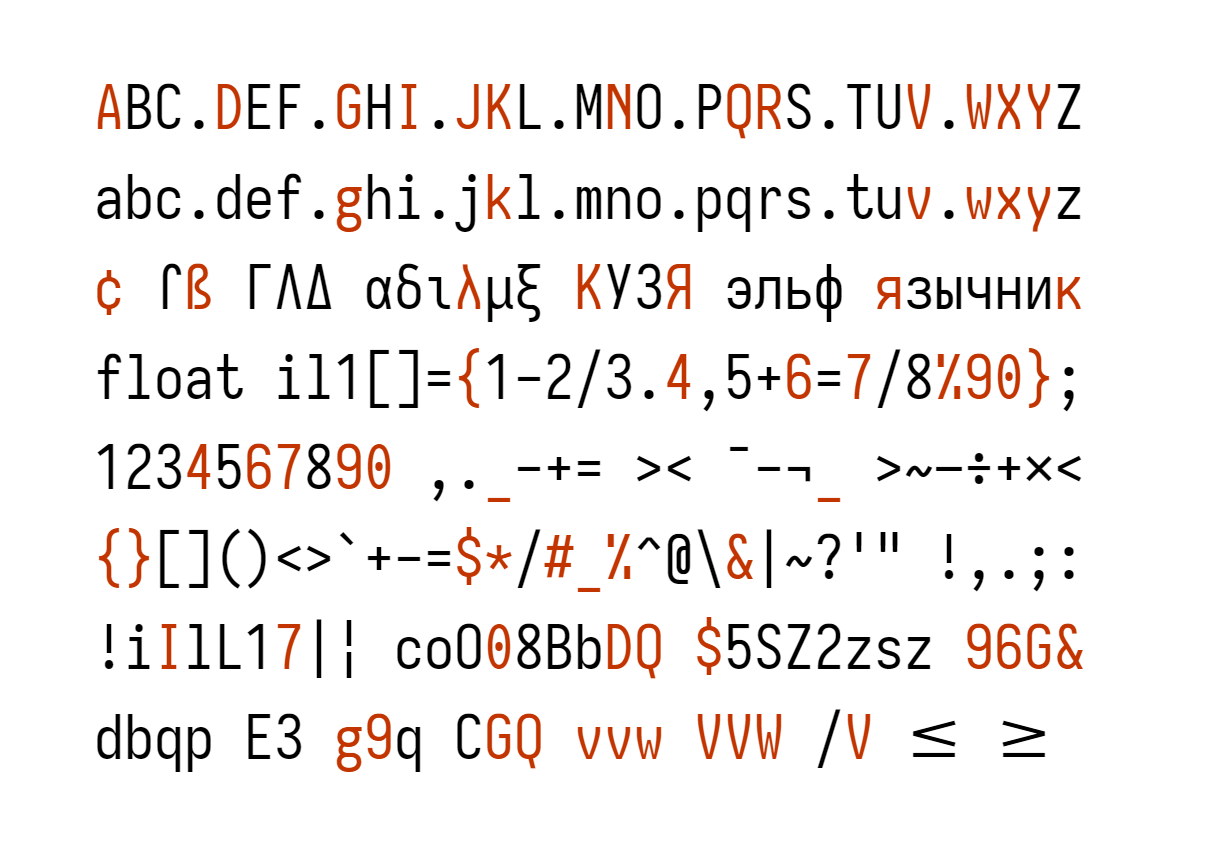 ABC.DEF.GHI.JKL.MNO.PQRS.TUV.WXYZ
abc.def.ghi.jkl.mno.pqrs.tuv.wxyz
¢ ſß ΓΛΔ αδιλμξ КУЗЯ эльф язычник
float il1[]={1-2/3.4,5+6=7/8%90};
1234567890 ,._-+= >< ¯-¬_ >~–÷+×<
{}[]()<>`+-=$*/#_%^@\&|~?'" !,.;:
!iIlL17|¦ coO08BbDQ $5SZ2zsz 96G&
dbqp E3 g9q CGQ vvw VVW /V ≤ ≥